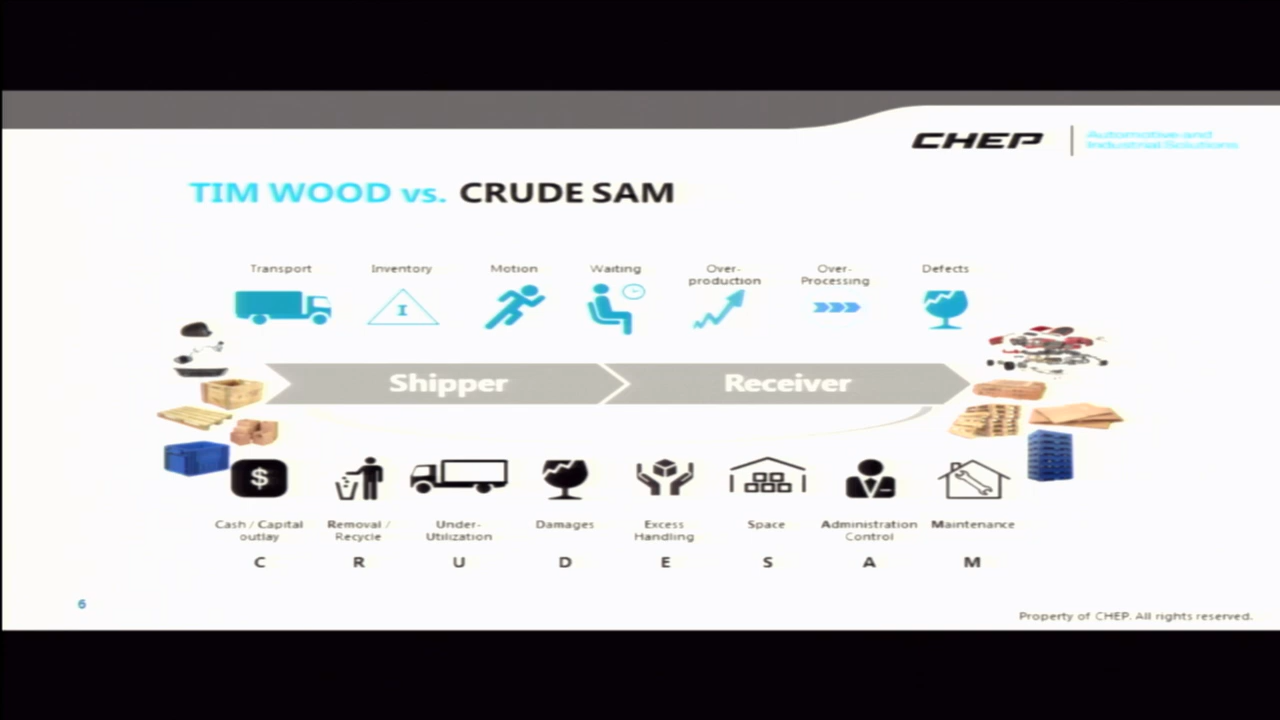 CHEP
Automotive and
Industrial Solutions
TIM WOOD vs. CRUDE SAM
Transport
Inventory
Motion
Waiting
Over-
production
Over-
Processing
Defects
I
Shipper
Receiver
$
Cash / Capital
outlay
Removal /
Recycle
Under-
Utilization
Damages
Excess
Handling
Space
Administration
Control
Maintenance
C R U D E S A M
6
Property of CHEP. All rights reserved.